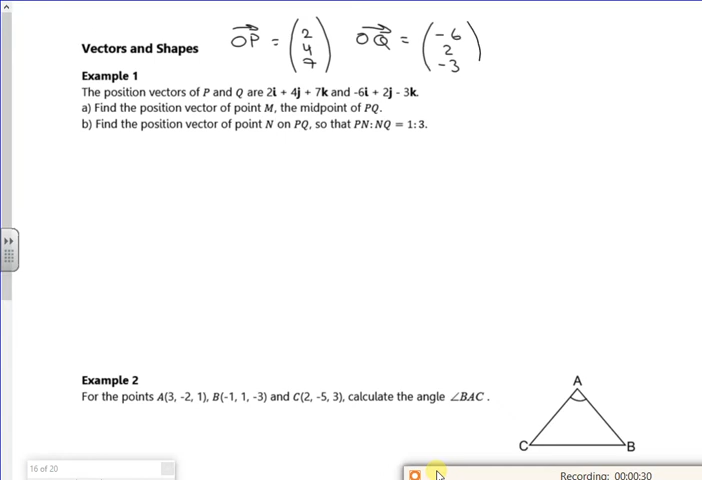 OP = (2 4 7) OQ = (-6 2 -3)
Vectors and Shapes
Example 1
The position vectors of P and Q are 2i + 4j + 7k and -6i + 2j - 3k.
a) Find the position vector of point M, the midpoint of PQ.
b) Find the position vector of point N on PQ, so that PN:NQ = 1:3.
Example 2
For the points A(3, -2, 1), B(-1, 1, -3) and C(2, -5, 3), calculate the angle ∠BAC .
A
C
B
16 of 20
Recording: 00:00:30